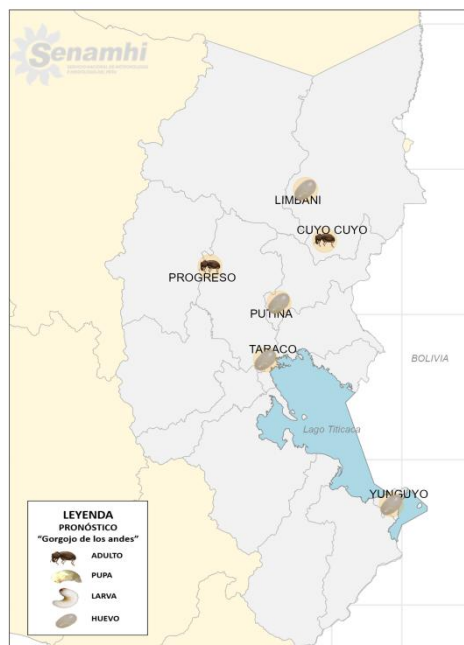 Senamhi
LIMBANI
CUYO CUYO
PROGRESO
PUTINA
TARACO
BOLIVIA
Lago Titicaca
YUNGUYO
LEYENDA
PRONÓSTICO
"Gorgojo de los andes"
ADULTO
PUPA
LARVA
HUEVO